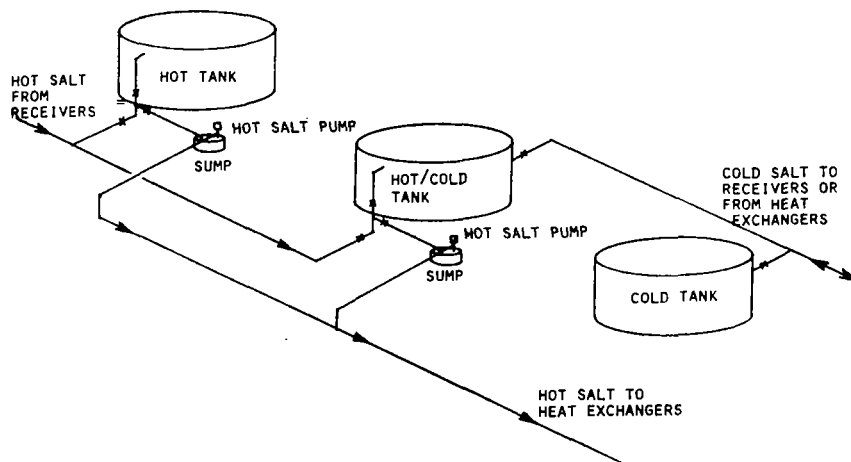 HOT TANK
HOT SALT
FROM
RECEIVERS
HOT SALT PUMP
SUMP
HOT/COLD
TANK
COLD SALT TO
RECEIVERS OR
FROM HEAT
EXCHANGERS
HOT SALT PUMP
SUMP
COLD TANK
HOT SALT TO
HEAT EXCHANGERS